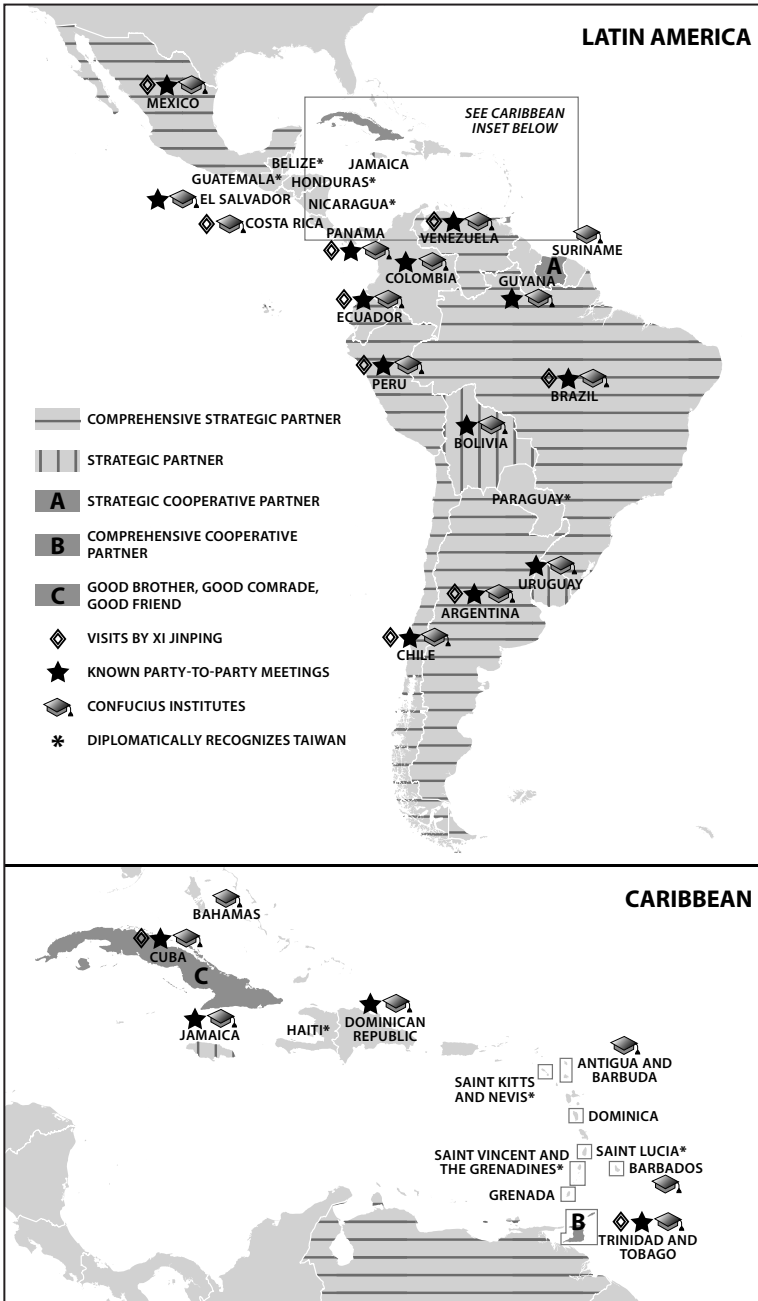 LATIN AMERICA
SEE CARIBBEAN
INSET BELOW
MEXICO
BELIZE*
JAMAICA
GUATEMALA*
HONDURAS*
EL SALVADOR
NICARAGUA*
COSTA RICA
PANAMA
VENEZUELA
SURINAME
COLOMBIA
A
GUYANA
ECUADOR
PERU
BRAZIL
BOLIVIA
PARAGUAY*
URUGUAY
ARGENTINA
CHILE
COMPREHENSIVE STRATEGIC PARTNER
STRATEGIC PARTNER
A STRATEGIC COOPERATIVE PARTNER
B COMPREHENSIVE COOPERATIVE
PARTNER
C GOOD BROTHER, GOOD COMRADE,
GOOD FRIEND
VISITS BY XI JINPING
KNOWN PARTY-TO-PARTY MEETINGS
CONFUCIUS INSTITUTES
* DIPLOMATICALLY RECOGNIZES TAIWAN
CARIBBEAN
BAHAMAS
CUBA
C
JAMAICA
HAITI*
DOMINICAN
REPUBLIC
ANTIGUA AND
BARBUDA
SAINT KITTS
AND NEVIS*
DOMINICA
SAINT VINCENT AND
THE GRENADINES*
SAINT LUCIA*
BARBADOS
GRENADA
B
TRINIDAD AND
TOBAGO